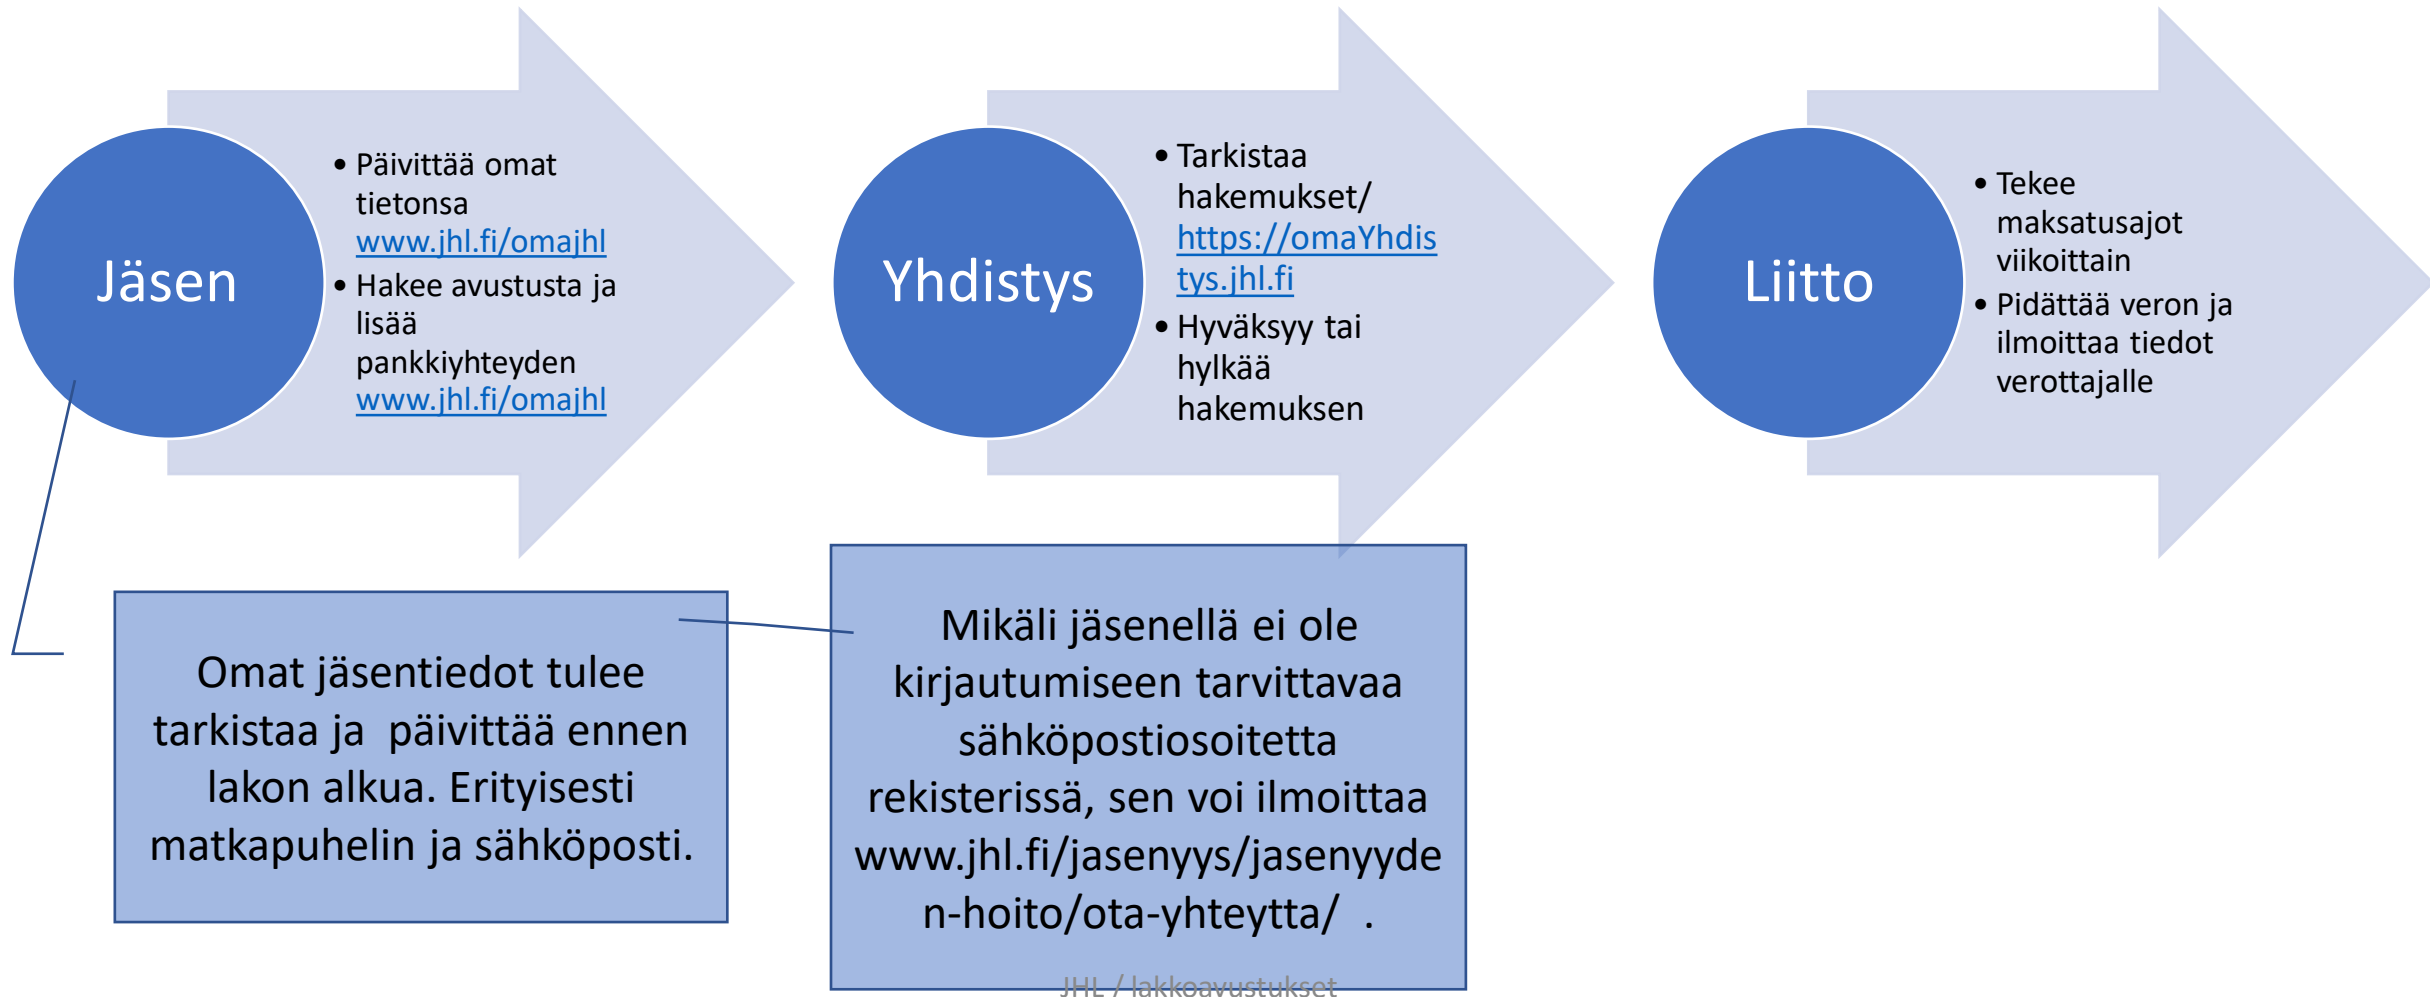 Jäsen
• Päivittää omat
tietonsa
www.jhl.fi/omajhl
• Hakee avustusta ja
lisää
pankkiyhteyden
www.jhl.fi/omajhl
Yhdistys
• Tarkistaa
hakemukset/
https://omaYhdis
tys.jhl.fi
• Hyväksyy tai
hylkää
hakemuksen
Liitto
• Tekee
maksatusajot
viikoittain
• Pidättää veron ja
ilmoittaa tiedot
verottajalle
Omat jäsentiedot tulee
tarkistaa ja  päivittää ennen
lakon alkua. Erityisesti
matkapuhelin ja sähköposti.
Mikäli jäsenellä ei ole
kirjautumiseen tarvittavaa
sähköpostiosoitetta
rekisterissä, sen voi ilmoittaa
www.jhl.fi/jasenyys/jasenyyde
n-hoito/ota-yhteytta/  .
JHL / lakkoavustukset